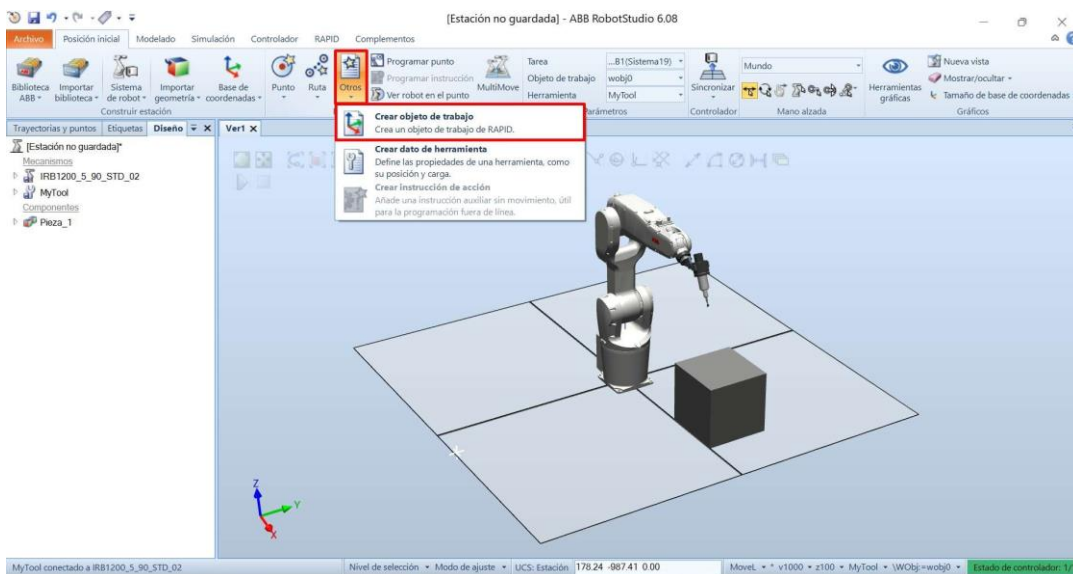 [Estación no guardada] - ABB RobotStudio 6.08
Archivo Posición inicial Modelado Simulación Controlador RAPID Complementos
Biblioteca ABB
Importar biblioteca
Sistema de robot
Importar geometría
Base de coordenadas
Construir estación
Punto
Ruta
Otros
Programar punto
Programar instrucción
Ver robot en el punto
MultiMove
Tarea ...B1(Sistema19)
Objeto de trabajo wobj0
Herramienta MyTool
Sincronizar
Controlador
Mundo
Mano alzada
Herramientas gráficas
Nueva vista
Mostrar/ocultar
Tamaño de base de coordenadas
Gráficos
Crear objeto de trabajo
Crea un objeto de trabajo de RAPID.
Crear dato de herramienta
Define las propiedades de una herramienta, como
su posición y carga.
Crear instrucción de acción
Añade una instrucción auxiliar sin movimiento, útil
para la programación fuera de línea.
Trayectorias y puntos Etiquetas Diseño
Ver1
[Estación no guardada]*
Mecanismos
IRB1200_5_90_STD_02
MyTool
Componentes
Pieza_1
Z
Y
X
MyTool conectado a IRB1200_5_90_STD_02
Nivel de selección Modo de ajuste UCS: Estación 178.24 -987.41 0.00 MoveL * v1000 z100 MyTool \WObj:=wobj0 Estado de controlador: 1/